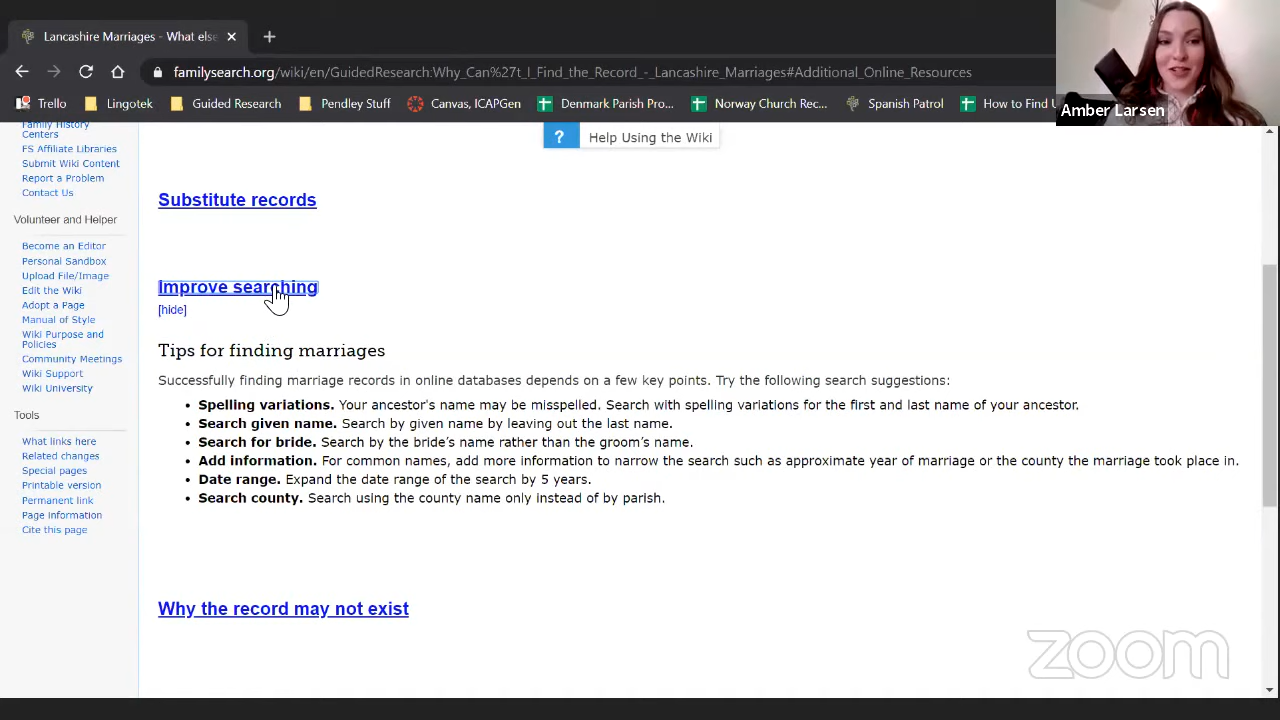 Lancashire Marriages - What else
familysearch.org/wiki/en/GuidedResearch:Why_Can%27t_I_Find_the_Record_-_Lancashire_Marriages#Additional_Online_Resources
Trello
Lingotek
Guided Research
Pendley Stuff
Canvas, ICAPGen
Denmark Parish Pro...
Norway Church Rec...
Spanish Patrol
How to Find U
Amber Larsen
? Help Using the Wiki
Family History
Centers
FS Affiliate Libraries
Submit Wiki Content
Report a Problem
Contact Us
Volunteer and Helper
Become an Editor
Personal Sandbox
Upload File/Image
Edit the Wiki
Adopt a Page
Manual of Style
Wiki Purpose and
Policies
Community Meetings
Wiki Support
Wiki University
Tools
What links here
Related changes
Special pages
Printable version
Permanent link
Page information
Cite this page
Substitute records
Improve searching
[hide]
Tips for finding marriages
Successfully finding marriage records in online databases depends on a few key points. Try the following search suggestions:
• Spelling variations. Your ancestor's name may be misspelled. Search with spelling variations for the first and last name of your ancestor.
• Search given name. Search by given name by leaving out the last name.
• Search for bride. Search by the bride's name rather than the groom's name.
• Add information. For common names, add more information to narrow the search such as approximate year of marriage or the county the marriage took place in.
• Date range. Expand the date range of the search by 5 years.
• Search county. Search using the county name only instead of by parish.
Why the record may not exist
zoom